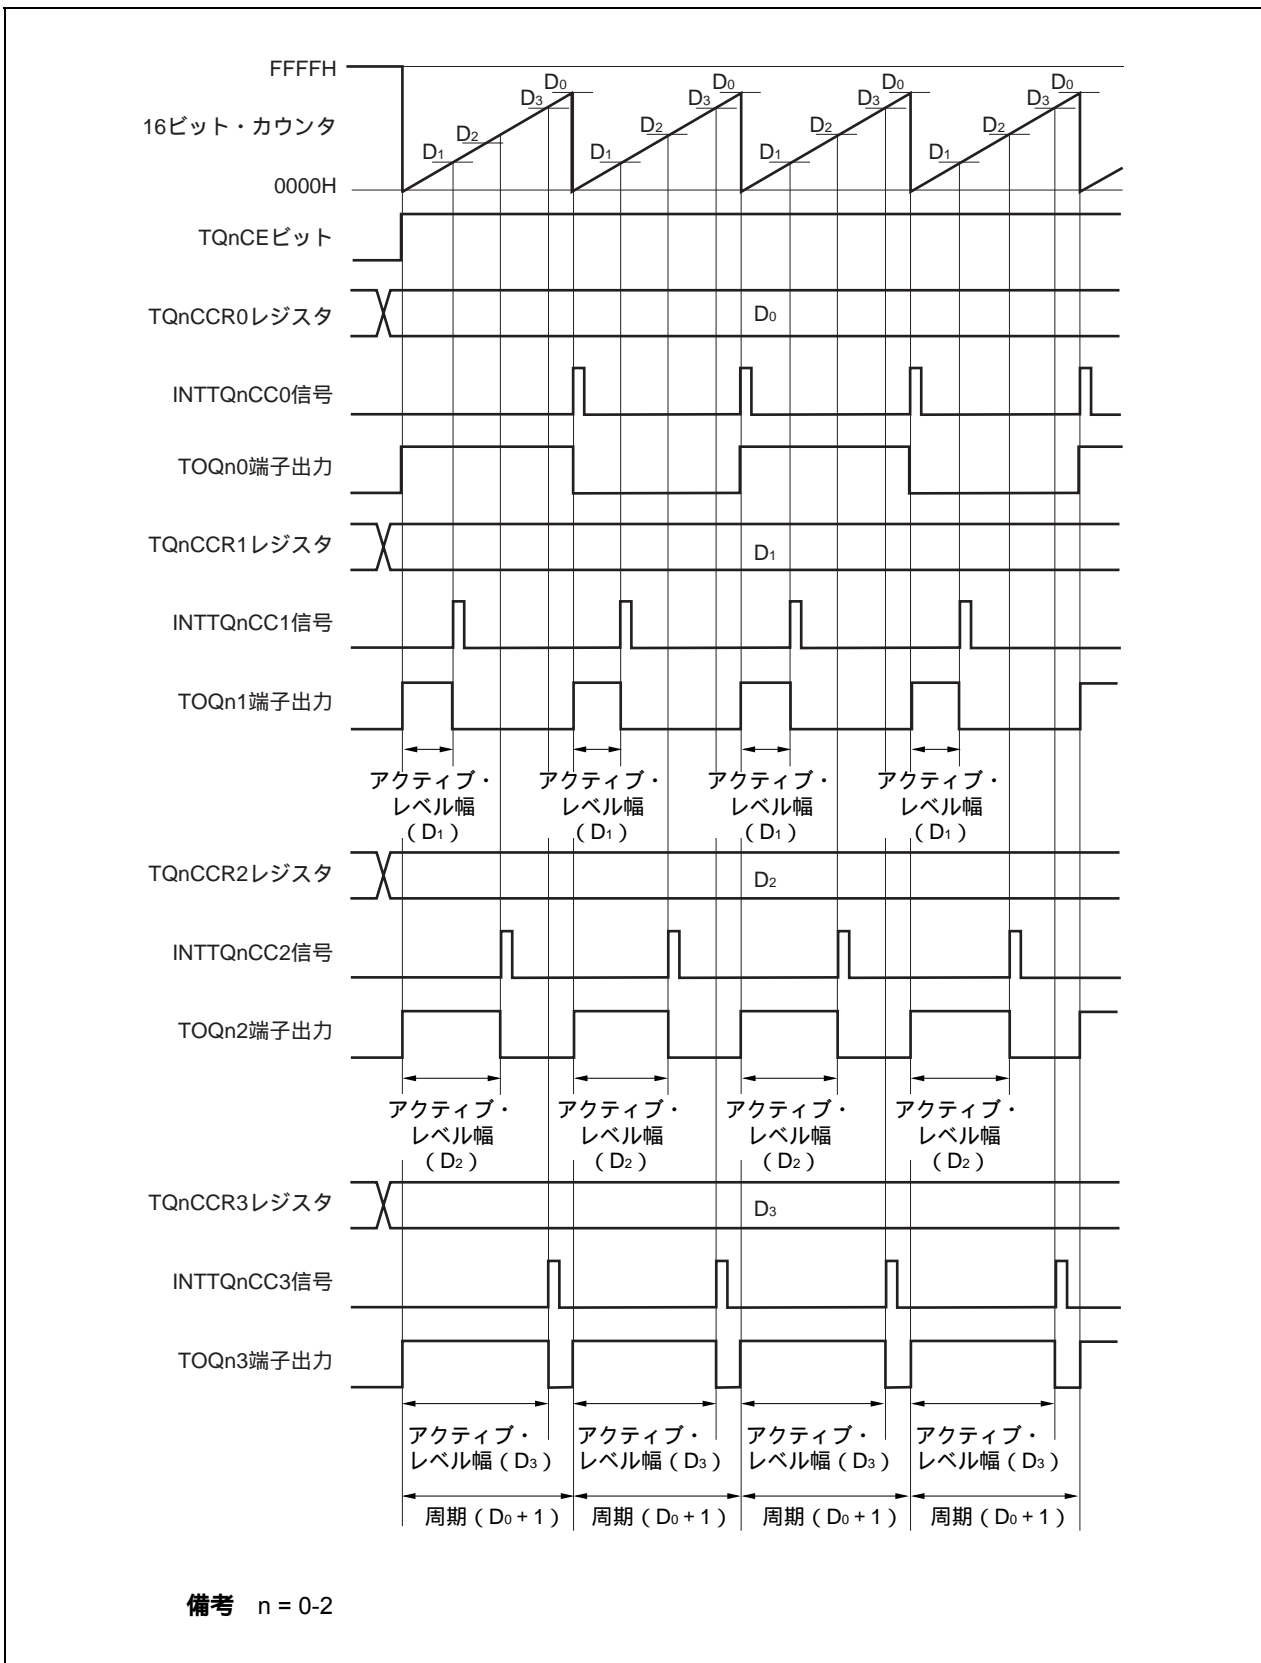 FFFFH
D0 D0 D0 D0
D3 D3 D3 D3
16ビット・カウンタ
D2 D2 D2 D2
D1 D1 D1 D1
0000H
TQnCEビット
TQnCCR0レジスタ
D0
INTTQnCC0信号
TOQn0端子出力
TQnCCR1レジスタ
D1
INTTQnCC1信号
TOQn1端子出力
アクティブ・ アクティブ・ アクティブ・ アクティブ・
レベル幅 レベル幅 レベル幅 レベル幅
(D1) (D1) (D1) (D1)
TQnCCR2レジスタ
D2
INTTQnCC2信号
TOQn2端子出力
アクティブ・ アクティブ・ アクティブ・ アクティブ・
レベル幅 レベル幅 レベル幅 レベル幅
(D2) (D2) (D2) (D2)
TQnCCR3レジスタ
D3
INTTQnCC3信号
TOQn3端子出力
アクティブ・ アクティブ・ アクティブ・ アクティブ・
レベル幅(D3) レベル幅(D3) レベル幅(D3) レベル幅(D3)
周期(D0+1) 周期(D0+1) 周期(D0+1) 周期(D0+1)
備考 n = 0-2